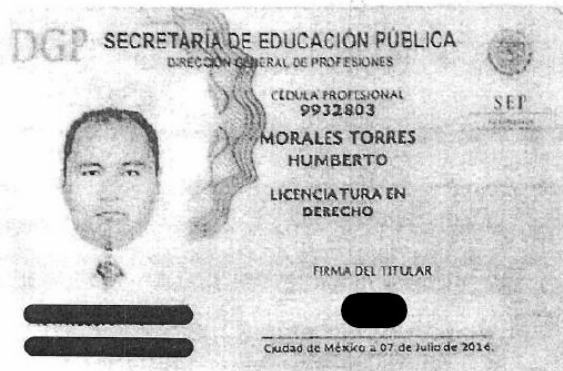 DGP
SECRETARÍA DE EDUCACIÓN PÚBLICA
DIRECCIÓN GENERAL DE PROFESIONES
CÉDULA PROFESIONAL
9932803
SEP
MORALES TORRES
HUMBERTO
LICENCIATURA EN
DERECHO
FIRMA DEL TITULAR
Ciudad de México a 07 de Julio de 2016.